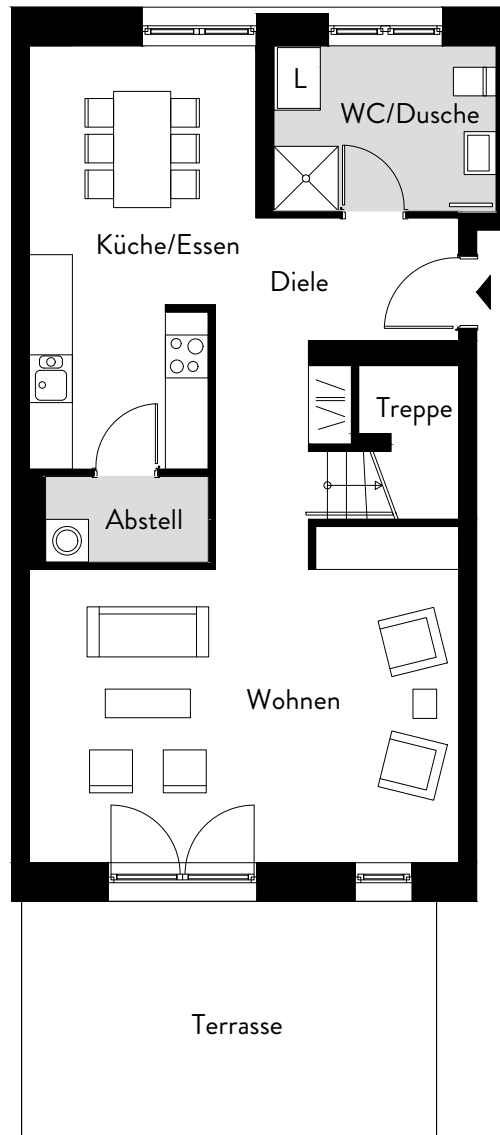 L
WC/Dusche
Küche/Essen
Diele
Treppe
Abstell
Wohnen
Terrasse